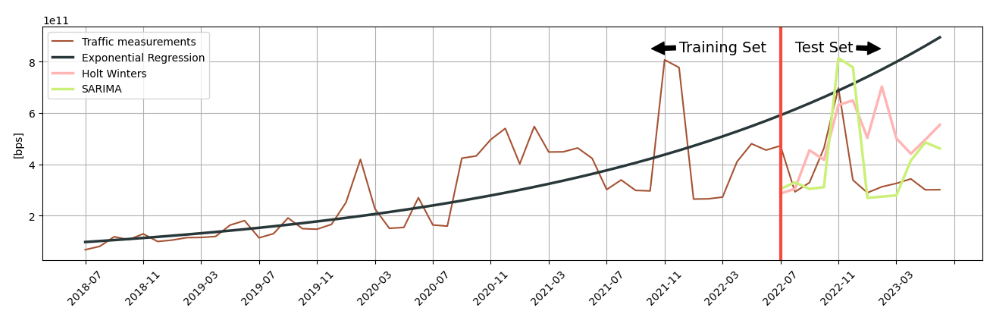 1e11
Traffic measurements
Exponential Regression
Holt Winters
SARIMA
Training Set
Test Set
8
6
4
2
[bps]
2018-07
2018-11
2019-03
2019-07
2019-11
2020-03
2020-07
2020-11
2021-03
2021-07
2021-11
2022-03
2022-07
2022-11
2023-03